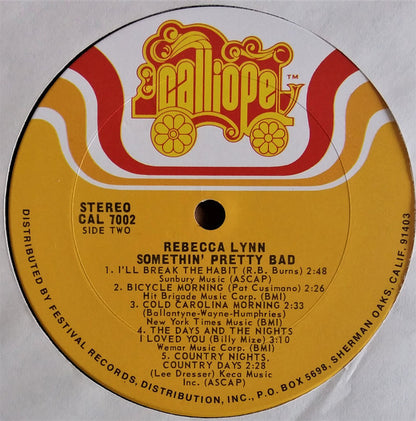 calliope ™
STEREO
CAL 7002
SIDE TWO
REBECCA LYNN
SOMETHIN' PRETTY BAD
1. I'LL BREAK THE HABIT (R.B. Burns) 2:48
Sunbury Music (ASCAP)
2. BICYCLE MORNING (Pat Cusimano) 2:26
Hit Brigade Music Corp. (BMI)
3. COLD CAROLINA MORNING 2:33
(Ballantyne-Wayne-Humphries)
New York Times Music (BMI)
4. THE DAYS AND THE NIGHTS
I LOVED YOU (Billy Mize) 3:10
Wemar Music Corp. (BMI)
5. COUNTRY NIGHTS,
COUNTRY DAYS 2:28
(Lee Dresser) Keca Music
Inc. (ASCAP)
DISTRIBUTED BY FESTIVAL RECORDS, DISTRIBUTION, INC., P.O. BOX 5698, SHERMAN OAKS, CALIF. 91403